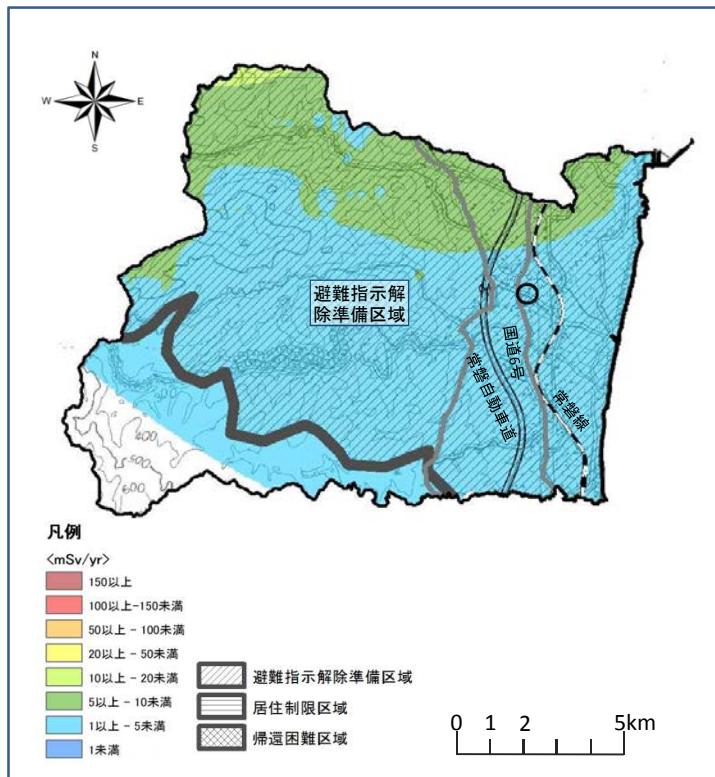 N
W E
S
避難指示解
除準備区域
国道6号
常磐自動車道
常磐線
400
500
600
凡例
<mSv/yr>
150以上
100以上-150未満
50以上 - 100未満
20以上 - 50未満
10以上 - 20未満
5以上 - 10未満
1以上 - 5未満
1未満
避難指示解除準備区域
居住制限区域
帰還困難区域
0 1 2 5km